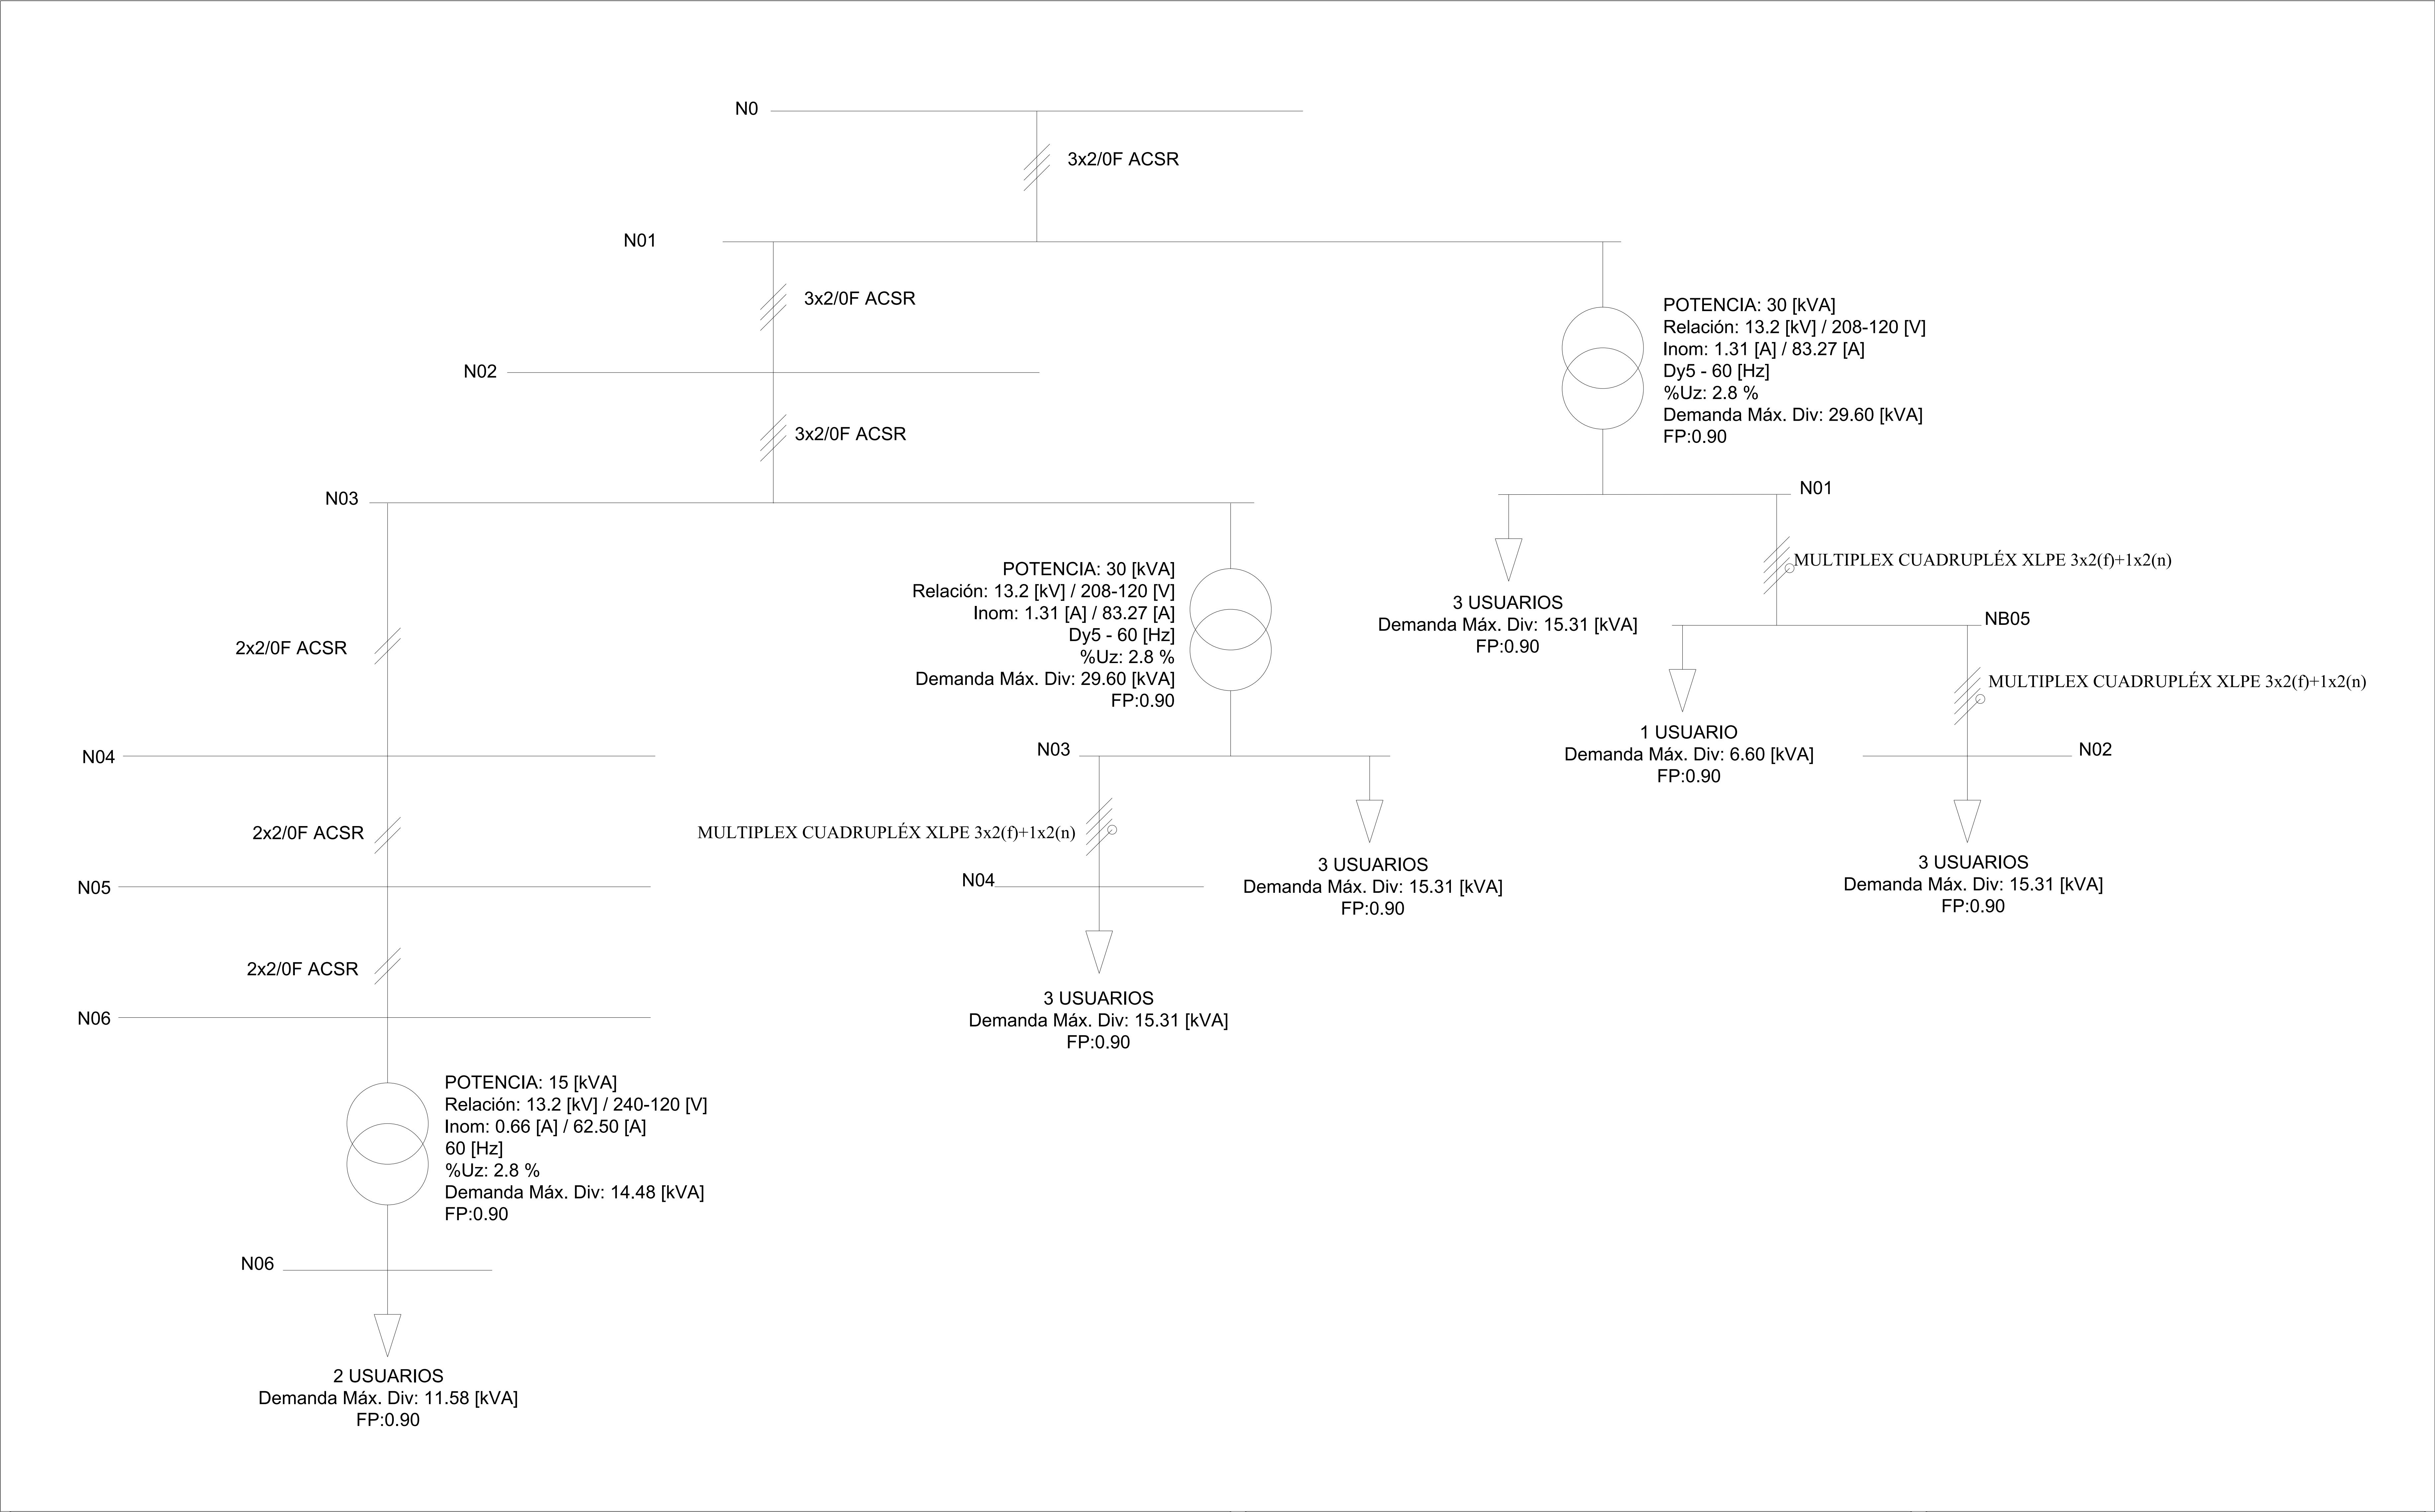 N0
3x2/0F ACSR
N01
3x2/0F ACSR
N02
3x2/0F ACSR
N03
POTENCIA: 30 [kVA]
Relación: 13.2 [kV] / 208-120 [V]
Inom: 1.31 [A] / 83.27 [A]
Dy5 - 60 [Hz]
%Uz: 2.8 %
Demanda Máx. Div: 29.60 [kVA]
FP:0.90
N01
3 USUARIOS
Demanda Máx. Div: 15.31 [kVA]
FP:0.90
MULTIPLEX CUADRUPLÉX XLPE 3x2(f)+1x2(n)
NB05
1 USUARIO
Demanda Máx. Div: 6.60 [kVA]
FP:0.90
MULTIPLEX CUADRUPLÉX XLPE 3x2(f)+1x2(n)
N02
3 USUARIOS
Demanda Máx. Div: 15.31 [kVA]
FP:0.90
POTENCIA: 30 [kVA]
Relación: 13.2 [kV] / 208-120 [V]
Inom: 1.31 [A] / 83.27 [A]
Dy5 - 60 [Hz]
%Uz: 2.8 %
Demanda Máx. Div: 29.60 [kVA]
FP:0.90
N03
MULTIPLEX CUADRUPLÉX XLPE 3x2(f)+1x2(n)
3 USUARIOS
Demanda Máx. Div: 15.31 [kVA]
FP:0.90
N04
3 USUARIOS
Demanda Máx. Div: 15.31 [kVA]
FP:0.90
2x2/0F ACSR
N04
2x2/0F ACSR
N05
2x2/0F ACSR
N06
POTENCIA: 15 [kVA]
Relación: 13.2 [kV] / 240-120 [V]
Inom: 0.66 [A] / 62.50 [A]
60 [Hz]
%Uz: 2.8 %
Demanda Máx. Div: 14.48 [kVA]
FP:0.90
N06
2 USUARIOS
Demanda Máx. Div: 11.58 [kVA]
FP:0.90